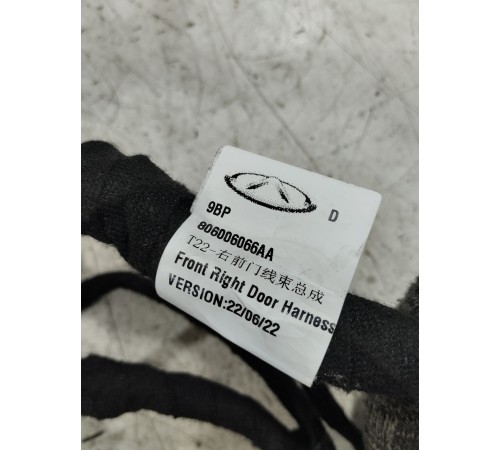 9BP D
806006066AA
T22-右前门线束总成
Front Right Door Harness
VERSION:22/06/22